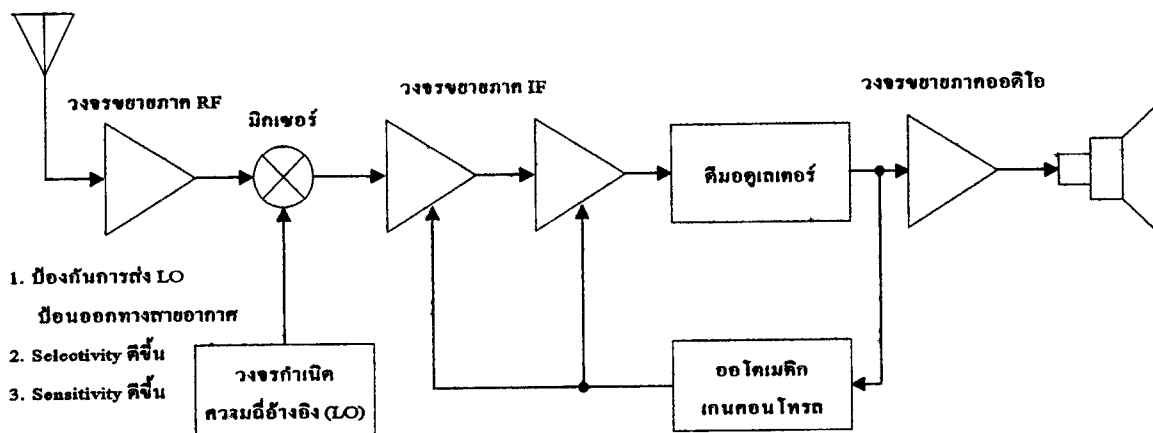 วงจรขยายภาค RF
มิกเซอร์
วงจรขยายภาค IF
วงจรขยายภาคออดิโอ
ดีมอดูเลเตอร์
1. ป้องกันการส่ง LO
ป้อนออกทางสายอากาศ
2. Selectivity ดีขึ้น
3. Sensitivity ดีขึ้น
วงจรกำเนิด
ความถี่อ้างอิง (LO)
ออโตเมติก
เกนคอนโทรล